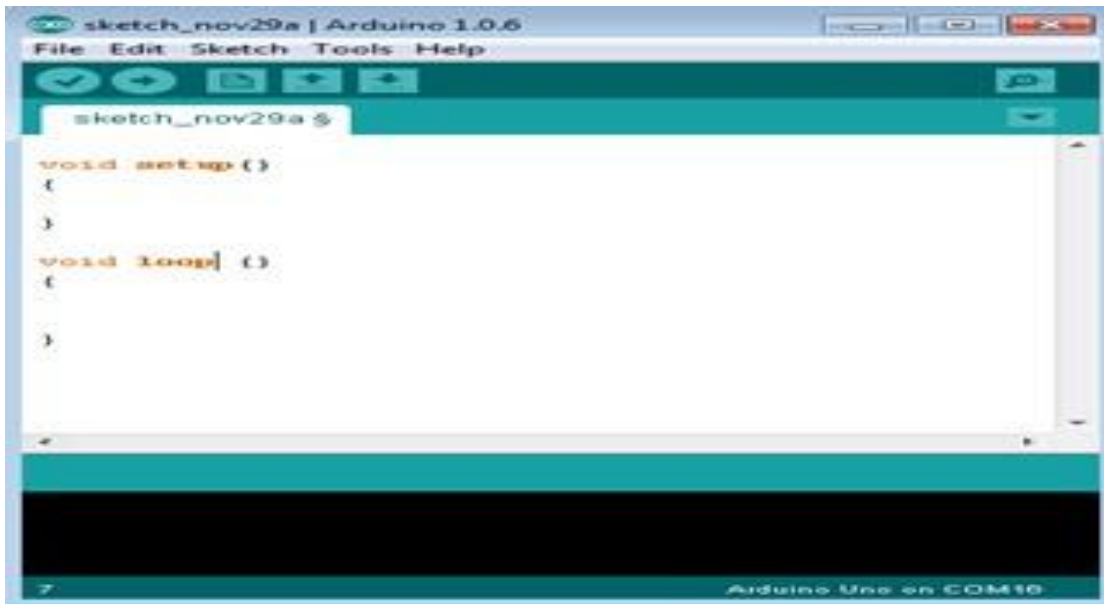 sketch_nov29a | Arduino 1.0.6
File Edit Sketch Tools Help
sketch_nov29a §
void setup()
{
}
void loop ()
{
}
7
Arduino Uno on COM16